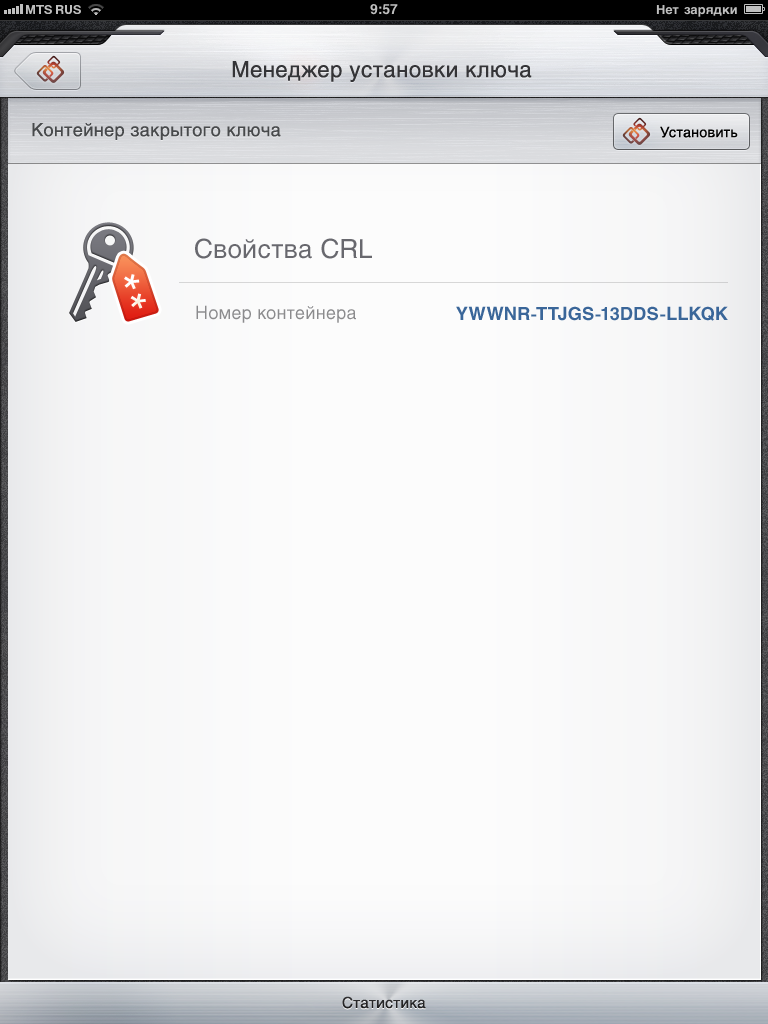 MTS RUS 9:57 Нет зарядки
Менеджер установки ключа
Контейнер закрытого ключа Установить
Свойства CRL
Номер контейнера YWWNR-TTJGS-13DDS-LLKQK
Статистика